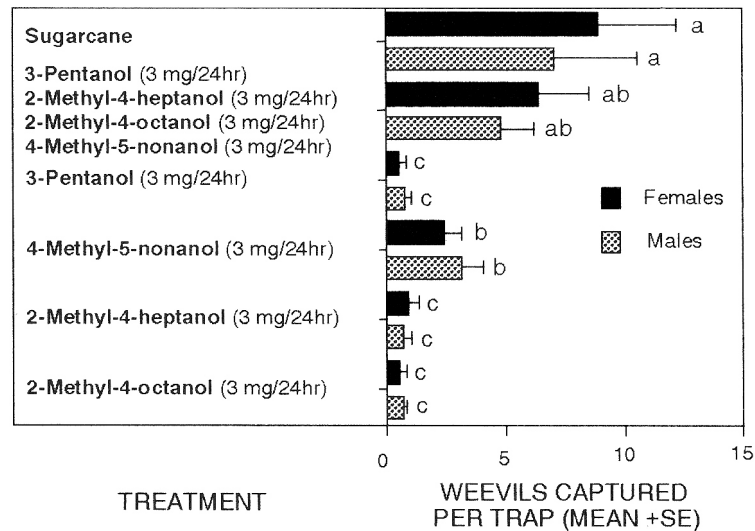 Sugarcane
a
a
3-Pentanol (3 mg/24hr)
2-Methyl-4-heptanol (3 mg/24hr)
ab
2-Methyl-4-octanol (3 mg/24hr)
ab
4-Methyl-5-nonanol (3 mg/24hr)
c
3-Pentanol (3 mg/24hr)
c
Females
4-Methyl-5-nonanol (3 mg/24hr)
b
Males
b
2-Methyl-4-heptanol (3 mg/24hr)
c
c
2-Methyl-4-octanol (3 mg/24hr)
c
c
0 5 10 15
TREATMENT
WEEVILS CAPTURED
PER TRAP (MEAN +SE)